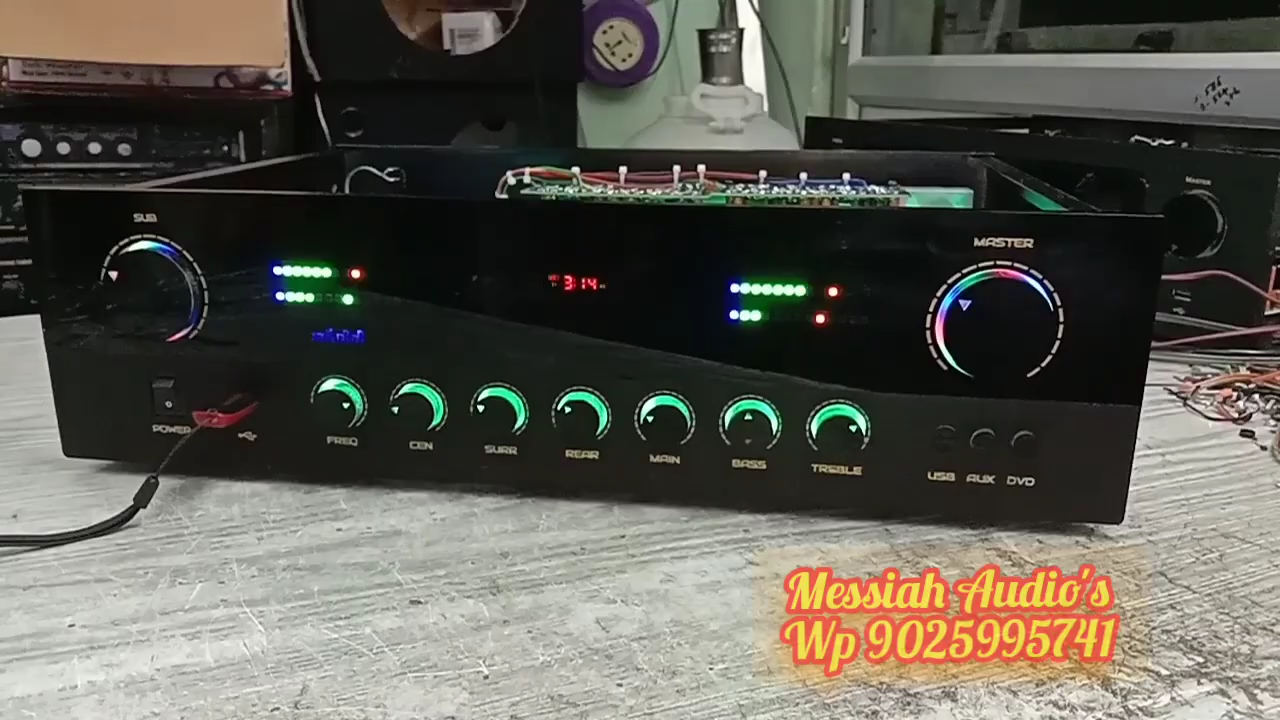 SUB
MASTER
MASTER
3:14
POWER
FREQ
CEN
SURR
REAR
MAIN
BASS
TREBLE
USB AUX DVD
Messiah Audio's
Wp 9025995741